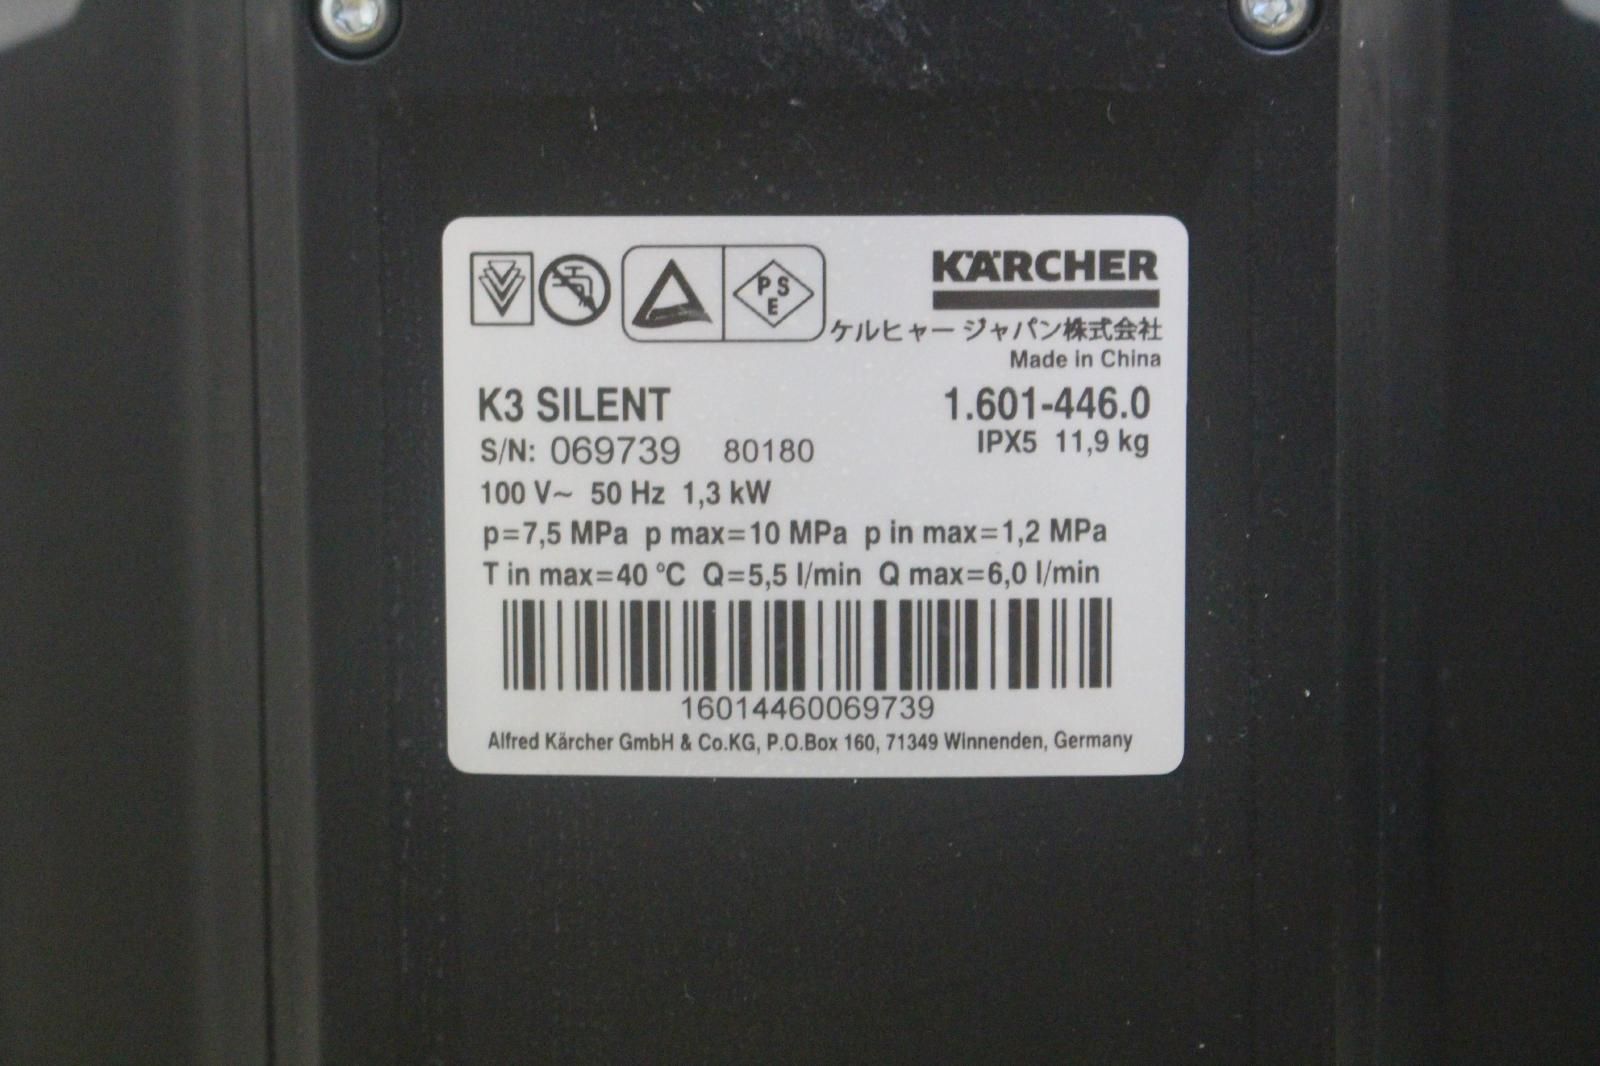 PSE
KÄRCHER
ケルヒャー ジャパン株式会社
Made in China
K3 SILENT 1.601-446.0
S/N: 069739 80180 IPX5 11,9 kg
100 V~ 50 Hz 1,3 kW
p=7,5 MPa p max=10 MPa p in max=1,2 MPa
T in max=40 °C Q=5,5 l/min Q max=6,0 l/min
16014460069739
Alfred Kärcher GmbH & Co.KG, P.O.Box 160, 71349 Winnenden, Germany